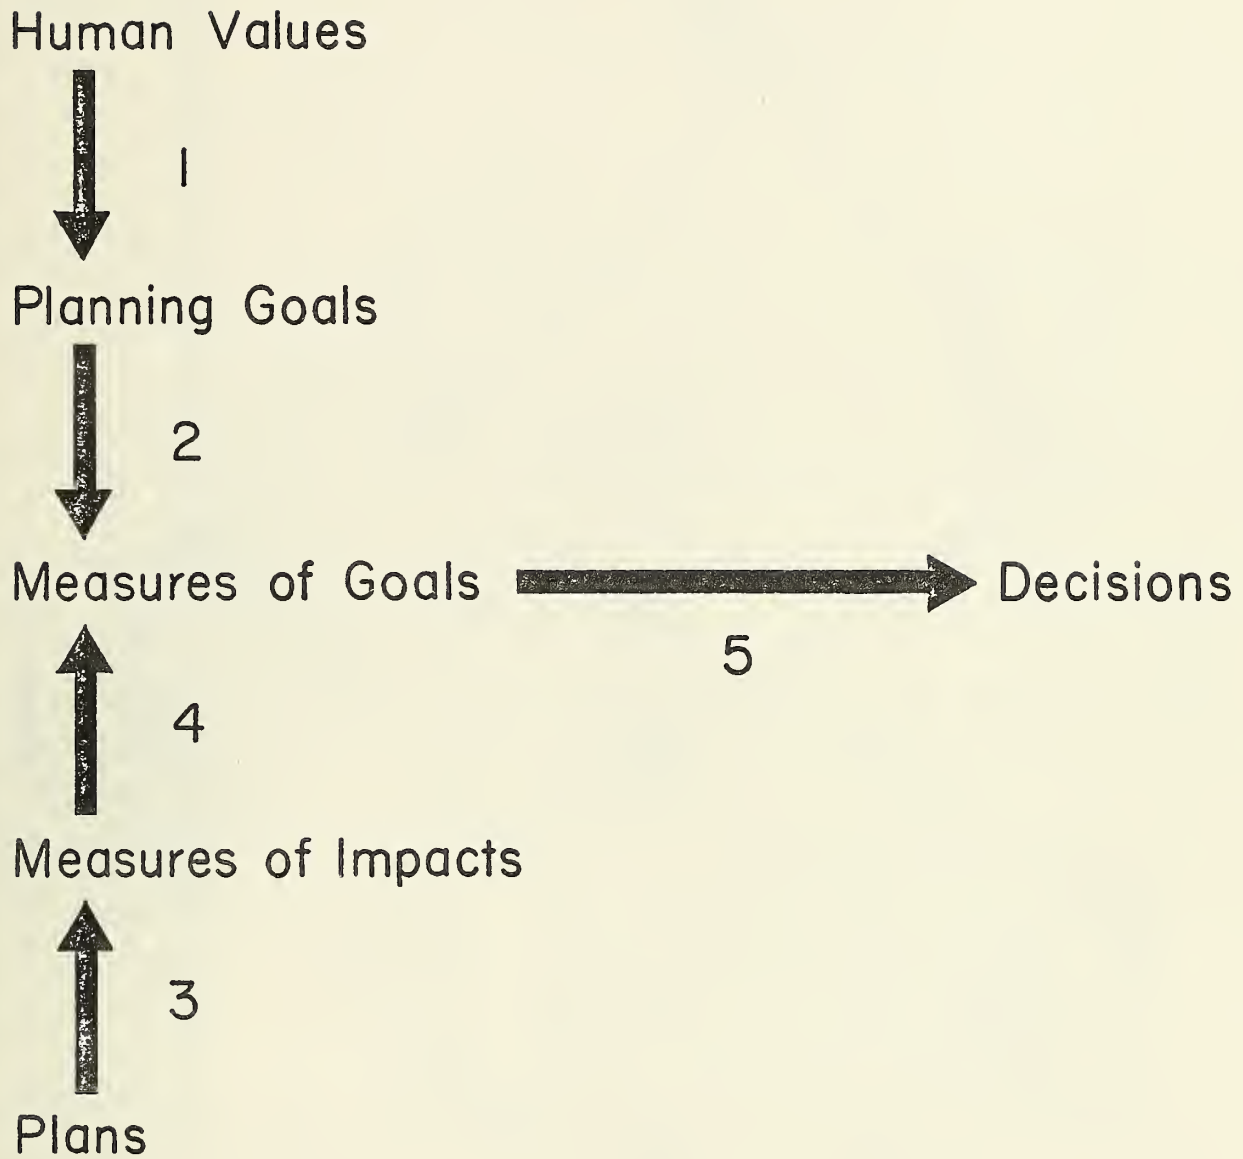 Human Values
1
Planning Goals
2
Measures of Goals
Decisions
5
4
Measures of Impacts
3
Plans